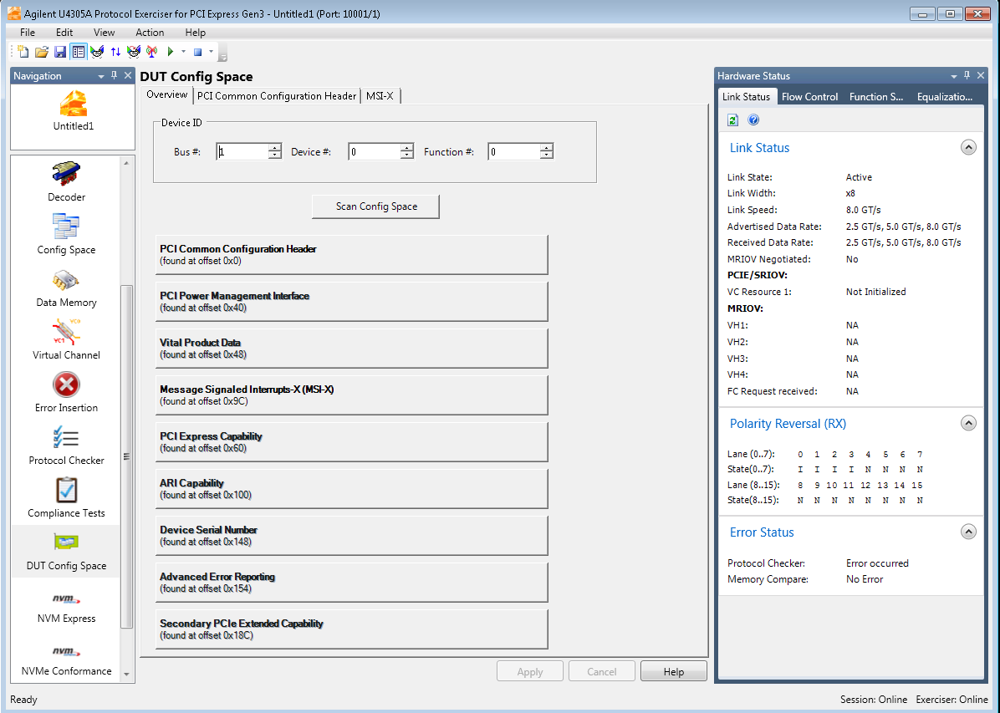 Agilent U4305A Protocol Exerciser for PCI Express Gen3 - Untitled1 (Port: 10001/1)
File Edit View Action Help
Navigation
Untitled1
Decoder
Config Space
Data Memory
VC0
VC1
Virtual Channel
Error Insertion
Protocol Checker
Compliance Tests
DUT Config Space
nvm
NVM Express
nvm
NVMe Conformance
DUT Config Space
Overview PCI Common Configuration Header MSI-X
Device ID
Bus #: 1 Device #: 0 Function #: 0
Scan Config Space
PCI Common Configuration Header
(found at offset 0x0)
PCI Power Management Interface
(found at offset 0x40)
Vital Product Data
(found at offset 0x48)
Message Signaled Interrupts-X (MSI-X)
(found at offset 0x9C)
PCI Express Capability
(found at offset 0x60)
ARI Capability
(found at offset 0x100)
Device Serial Number
(found at offset 0x148)
Advanced Error Reporting
(found at offset 0x154)
Secondary PCIe Extended Capability
(found at offset 0x18C)
Apply Cancel Help
Hardware Status
Link Status Flow Control Function S... Equalizatio...
Link Status
Link State: Active
Link Width: x8
Link Speed: 8.0 GT/s
Advertised Data Rate: 2.5 GT/s, 5.0 GT/s, 8.0 GT/s
Received Data Rate: 2.5 GT/s, 5.0 GT/s, 8.0 GT/s
MRIOV Negotiated: No
PCIE/SRIOV:
VC Resource 1: Not Initialized
MRIOV:
VH1: NA
VH2: NA
VH3: NA
VH4: NA
FC Request received: NA
Polarity Reversal (RX)
Lane (0..7): 0 1 2 3 4 5 6 7
State(0..7): I I I I N N N N
Lane (8..15): 8 9 10 11 12 13 14 15
State(8..15): N N N N N N N N
Error Status
Protocol Checker: Error occurred
Memory Compare: No Error
Ready
Session: Online Exerciser: Online